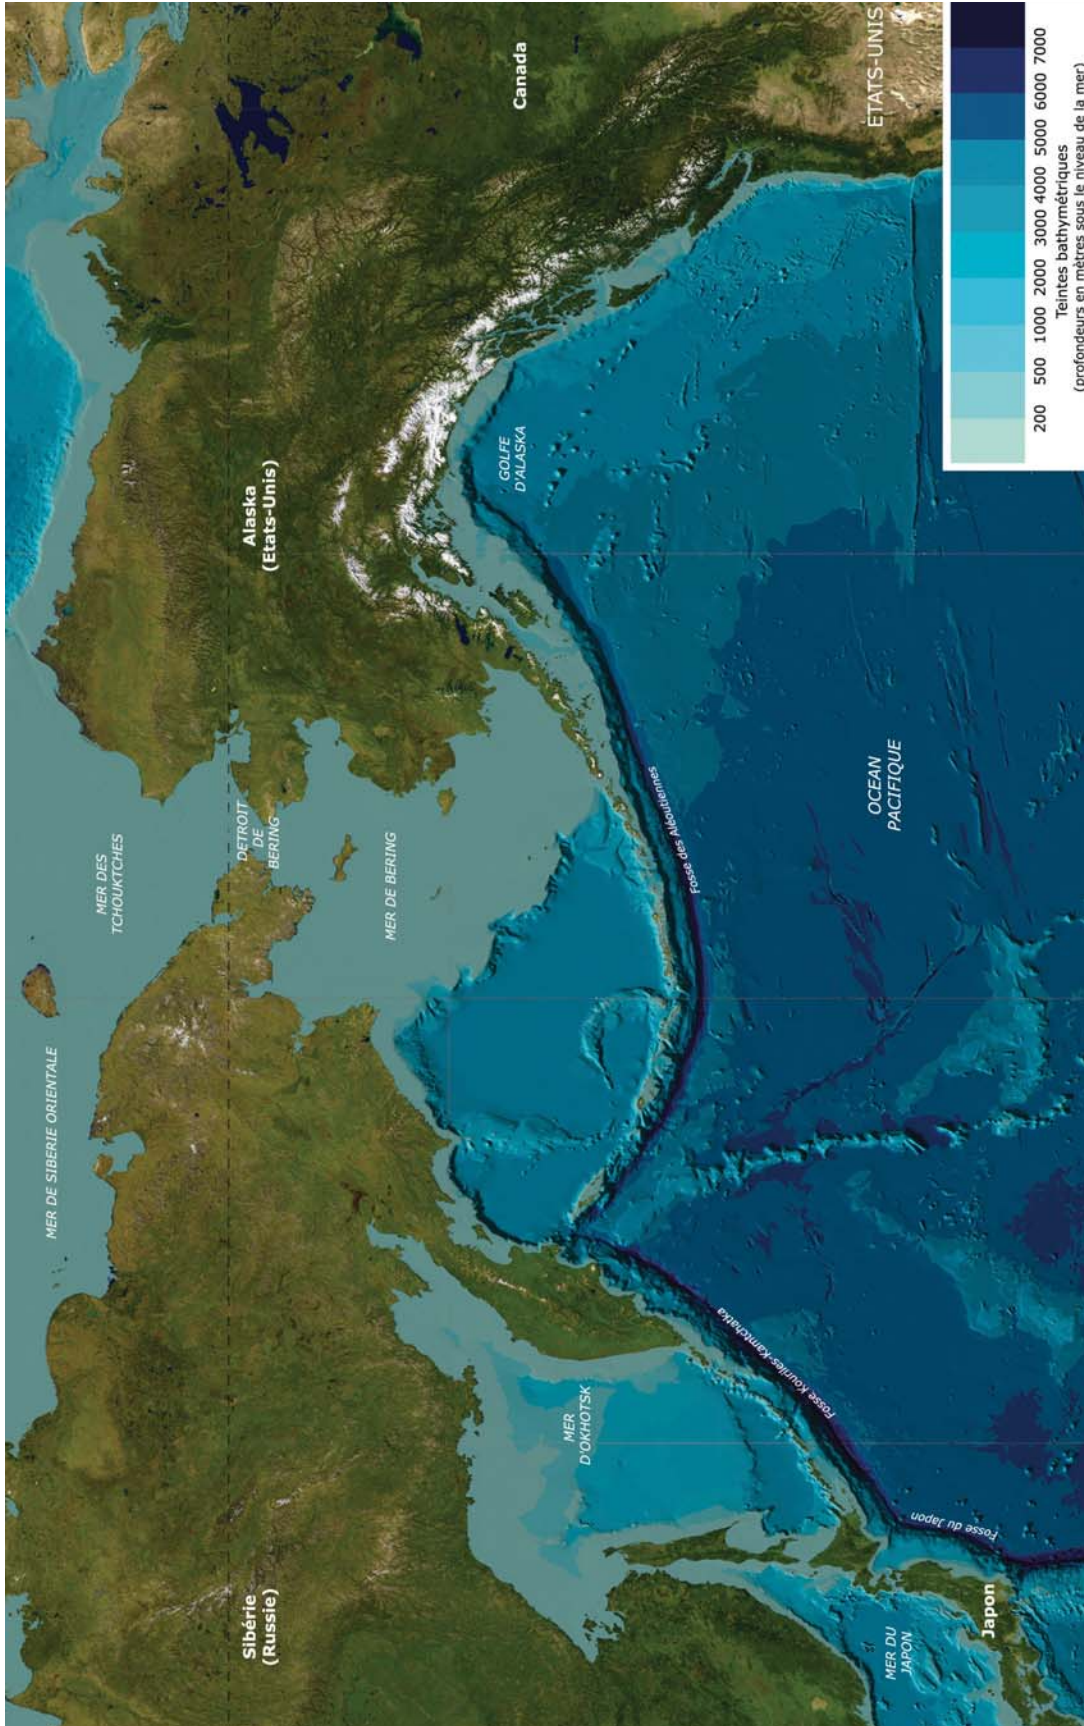 MER DE SIBERIE ORIENTALE
MER DES
TCHOUKTCHES
Sibérie
(Russie)
DETROIT
DE
BERING
Alaska
(Etats-Unis)
Canada
MER DE BERING
GOLFE
D'ALASKA
MER
D'OKHOTSK
Fosse des Aléoutiennes
Fosse Kouriles-Kamtchatka
Fosse du Japon
OCEAN
PACIFIQUE
ETATS-UNIS
MER DU
JAPON
Japon
200 500 1000 2000 3000 4000 5000 6000 7000
Teintes bathymétriques
(profondeurs en mètres sous le niveau de la mer)